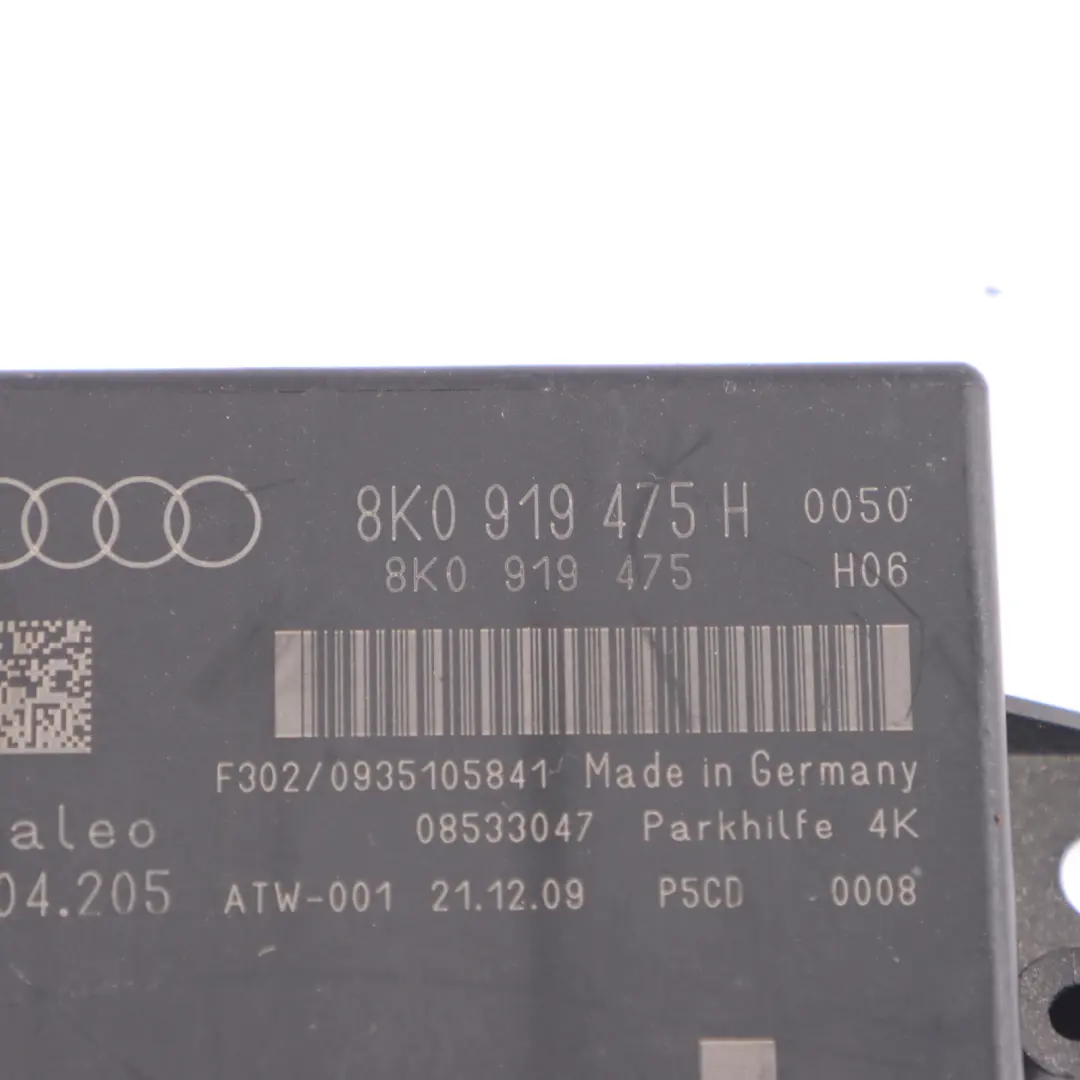 8K0 919 475 H 0050
8K0 919 475 H06
F302/0935105841 Made in Germany
aleo 08533047 Parkhilfe 4K
04.205 ATW-001 21.12.09 P5CD 0008